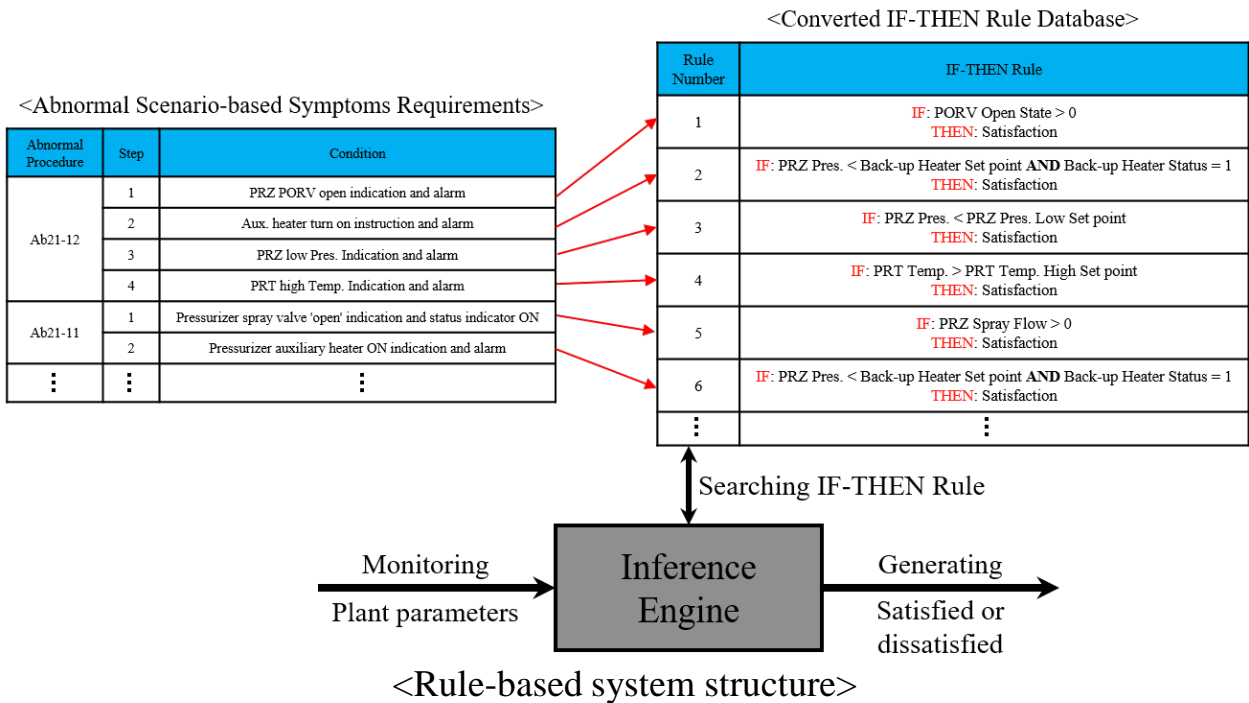 <Converted IF-THEN Rule Database>
Rule
Number
IF-THEN Rule
1
IF: PORV Open State > 0
THEN: Satisfaction
2
IF: PRZ Pres. < Back-up Heater Set point AND Back-up Heater Status = 1
THEN: Satisfaction
3
IF: PRZ Pres. < PRZ Pres. Low Set point
THEN: Satisfaction
4
IF: PRT Temp. > PRT Temp. High Set point
THEN: Satisfaction
5
IF: PRZ Spray Flow > 0
THEN: Satisfaction
6
IF: PRZ Pres. < Back-up Heater Set point AND Back-up Heater Status = 1
THEN: Satisfaction
<Abnormal Scenario-based Symptoms Requirements>
Abnormal
Procedure
Step
Condition
Ab21-12
1
PRZ PORV open indication and alarm
2
Aux. heater turn on instruction and alarm
3
PRZ low Pres. Indication and alarm
4
PRT high Temp. Indication and alarm
Ab21-11
1
Pressurizer spray valve 'open' indication and status indicator ON
2
Pressurizer auxiliary heater ON indication and alarm
Searching IF-THEN Rule
Monitoring
Plant parameters
Inference
Engine
Generating
Satisfied or
dissatisfied
<Rule-based system structure>